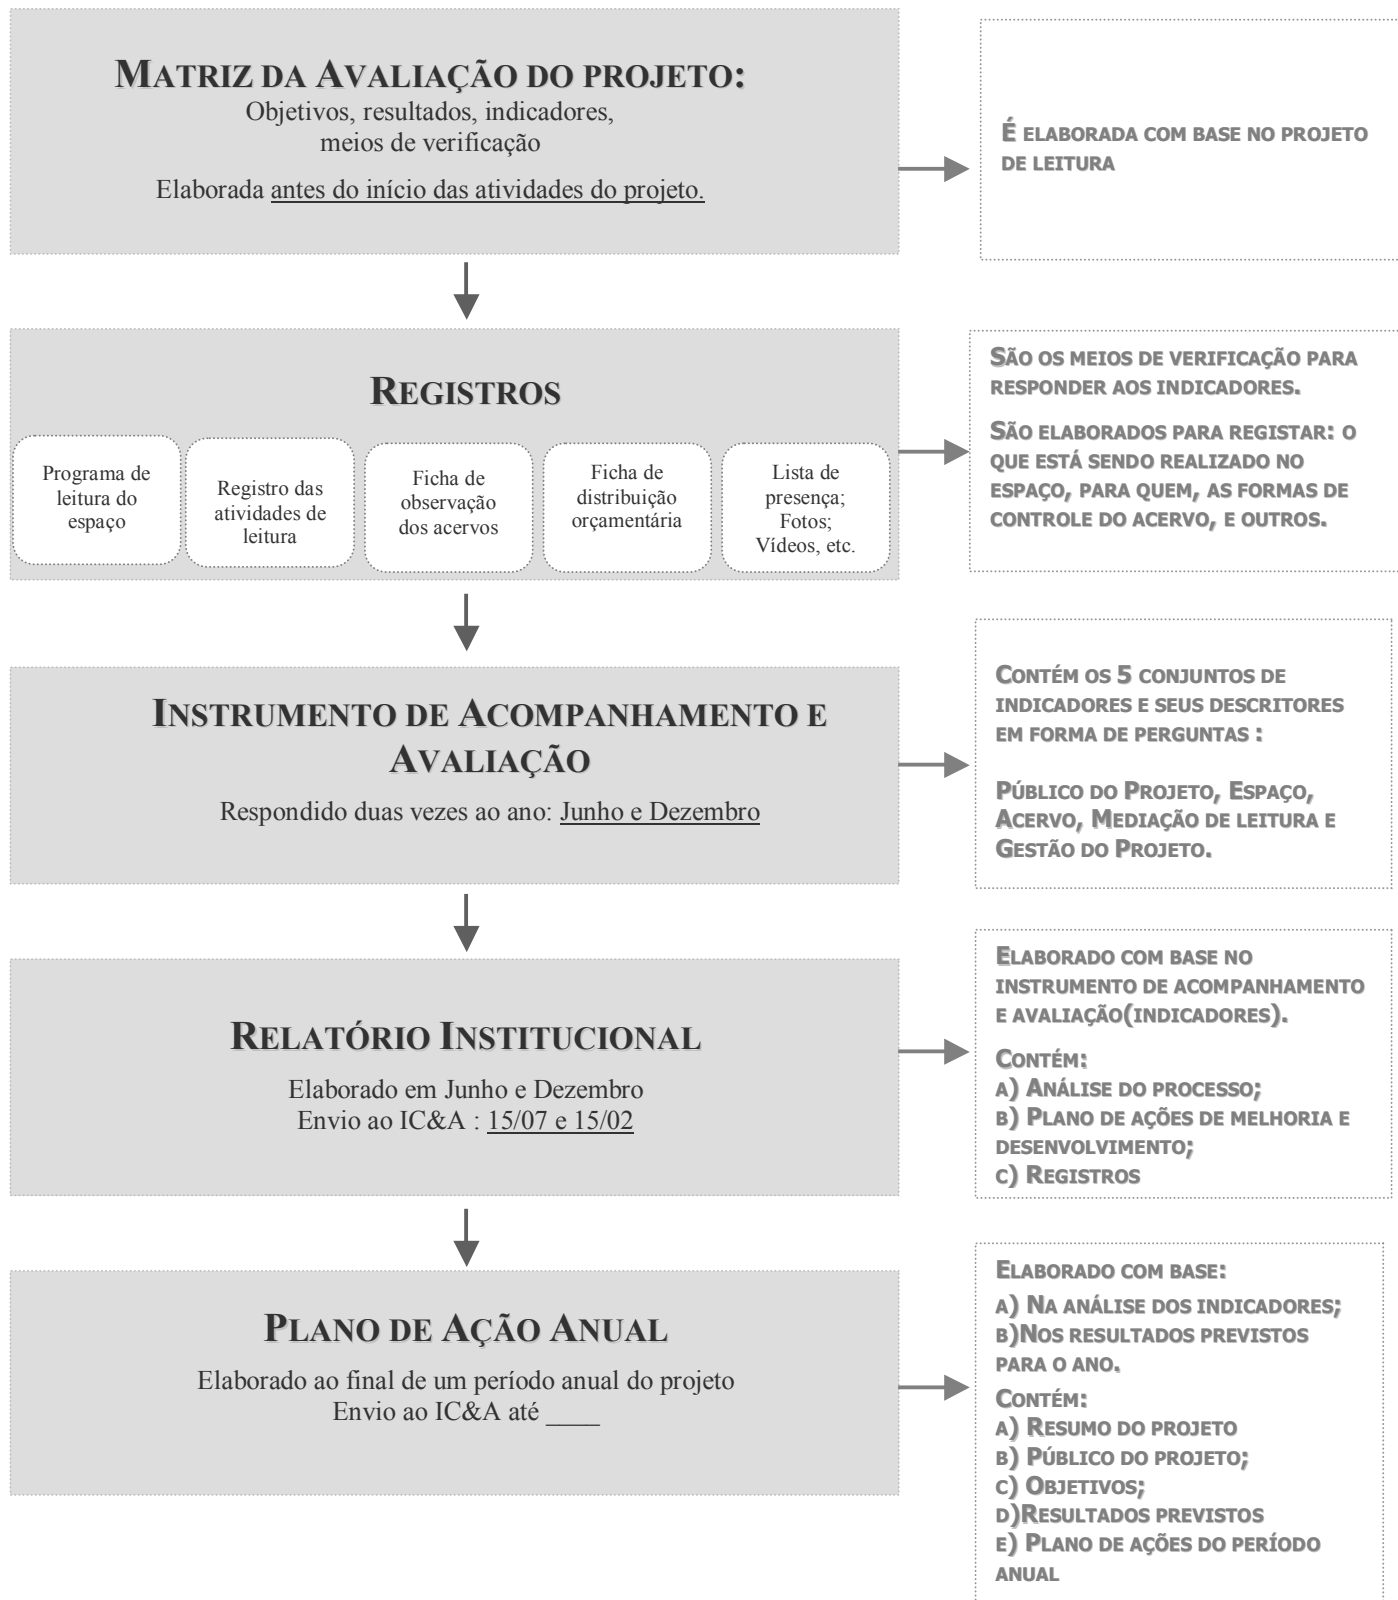 MATRIZ DA AVALIAÇÃO DO PROJETO:
Objetivos, resultados, indicadores,
meios de verificação
Elaborada antes do início das atividades do projeto.
É ELABORADA COM BASE NO PROJETO
DE LEITURA
REGISTROS
Programa de
leitura do
espaço
Registro das
atividades de
leitura
Ficha de
observação
dos acervos
Ficha de
distribuição
orçamentária
Lista de
presença;
Fotos;
Vídeos, etc.
SÃO OS MEIOS DE VERIFICAÇÃO PARA
RESPONDER AOS INDICADORES.
SÃO ELABORADOS PARA REGISTAR: O
QUE ESTÁ SENDO REALIZADO NO
ESPAÇO, PARA QUEM, AS FORMAS DE
CONTROLE DO ACERVO, E OUTROS.
INSTRUMENTO DE ACOMPANHAMENTO E
AVALIAÇÃO
Respondido duas vezes ao ano: Junho e Dezembro
CONTÉM OS 5 CONJUNTOS DE
INDICADORES E SEUS DESCRITORES
EM FORMA DE PERGUNTAS :
PÚBLICO DO PROJETO, ESPAÇO,
ACERVO, MEDIAÇÃO DE LEITURA E
GESTÃO DO PROJETO.
RELATÓRIO INSTITUCIONAL
Elaborado em Junho e Dezembro
Envio ao IC&A : 15/07 e 15/02
ELABORADO COM BASE NO
INSTRUMENTO DE ACOMPANHAMENTO
E AVALIAÇÃO(INDICADORES).
CONTÉM:
A) ANÁLISE DO PROCESSO;
B) PLANO DE AÇÕES DE MELHORIA E
DESENVOLVIMENTO;
C) REGISTROS
PLANO DE AÇÃO ANUAL
Elaborado ao final de um período anual do projeto
Envio ao IC&A até ____
ELABORADO COM BASE:
A) NA ANÁLISE DOS INDICADORES;
B)NOS RESULTADOS PREVISTOS
PARA O ANO.
CONTÉM:
A) RESUMO DO PROJETO
B) PÚBLICO DO PROJETO;
C) OBJETIVOS;
D)RESULTADOS PREVISTOS
E) PLANO DE AÇÕES DO PERÍODO
ANUAL